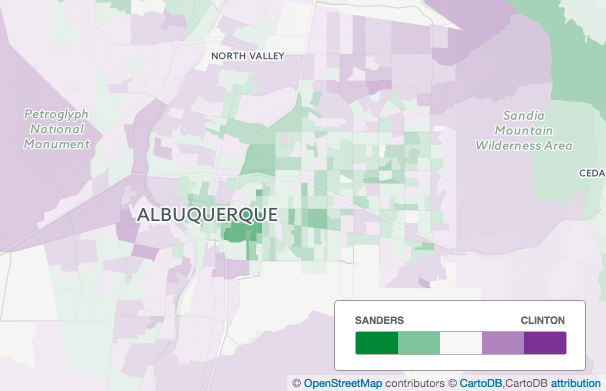 NORTH VALLEY
Petroglyph
National
Monument
Sandia
Mountain
Wilderness Area
CEDA
ALBUQUERQUE
SANDERS CLINTON
© OpenStreetMap contributors © CartoDB,CartoDB attribution